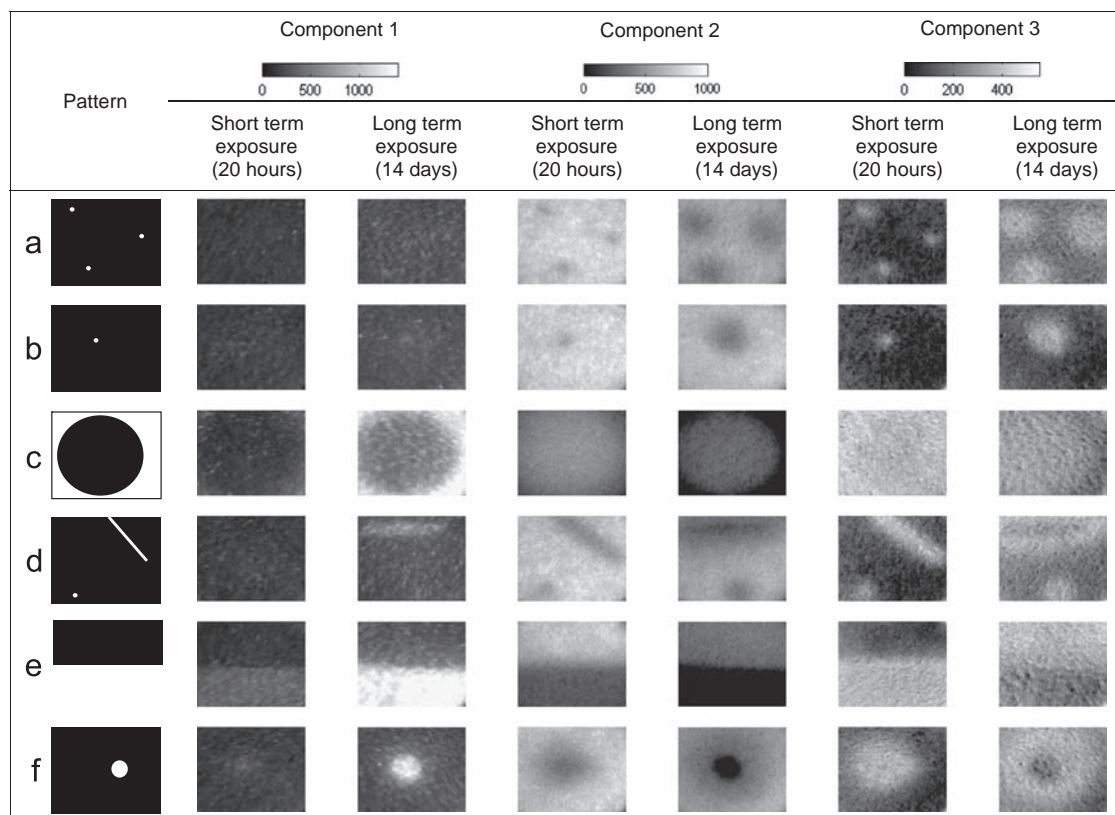 Component 1 Component 2 Component 3
0 500 1000 0 500 1000 0 200 400
Pattern
Short term Long term Short term Long term Short term Long term
exposure exposure exposure exposure exposure exposure
(20 hours) (14 days) (20 hours) (14 days) (20 hours) (14 days)
a
b
c
d
e
f